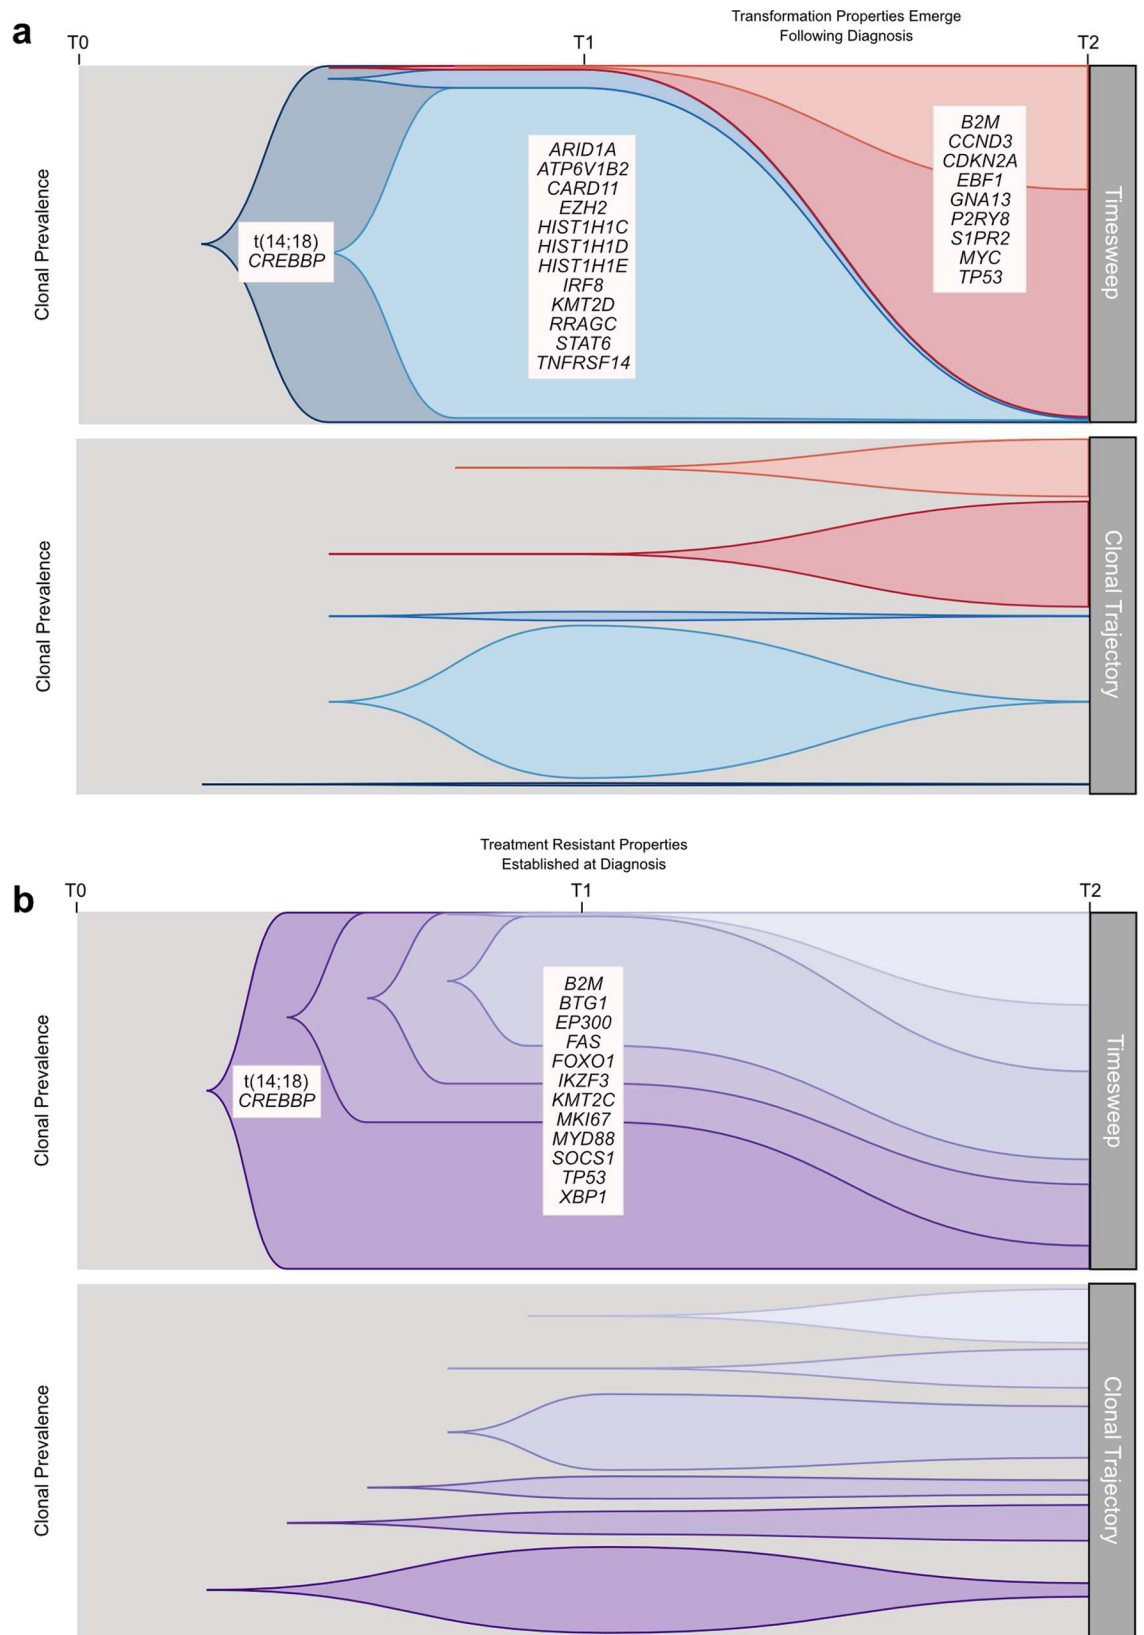 a
Transformation Properties Emerge
Following Diagnosis
T0
T1
T2
Clonal Prevalence
t(14;18)
CREBBP
ARID1A
ATP6V1B2
CARD11
EZH2
HIST1H1C
HIST1H1D
HIST1H1E
IRF8
KMT2D
RRAGC
STAT6
TNFRSF14
B2M
CCND3
CDKN2A
EBF1
GNA13
P2RY8
S1PR2
MYC
TP53
Timesweep
Clonal Prevalence
Clonal Trajectory
b
Treatment Resistant Properties
Established at Diagnosis
T0
T1
T2
Clonal Prevalence
t(14;18)
CREBBP
B2M
BTG1
EP300
FAS
FOXO1
IKZF3
KMT2C
MKI67
MYD88
SOCS1
TP53
XBP1
Timesweep
Clonal Prevalence
Clonal Trajectory